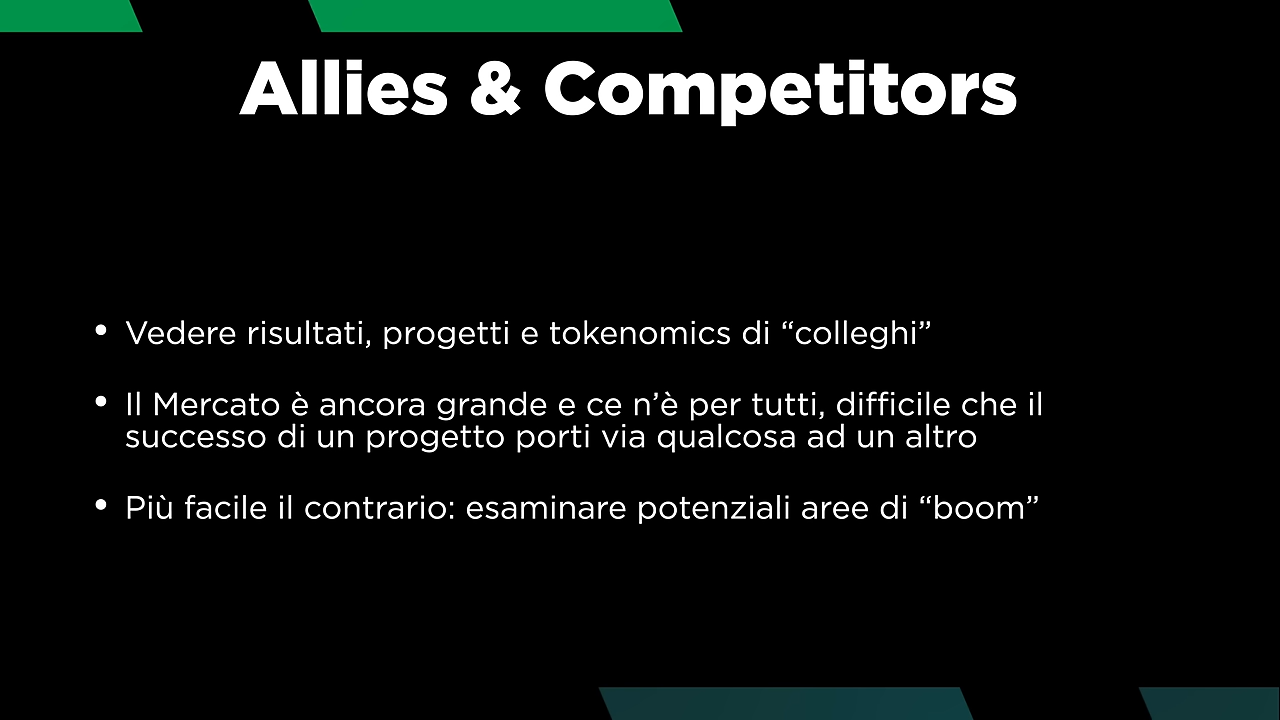 Allies & Competitors
• Vedere risultati, progetti e tokenomics di “colleghi”
• Il Mercato è ancora grande e ce n’è per tutti, difficile che il
successo di un progetto porti via qualcosa ad un altro
• Più facile il contrario: esaminare potenziali aree di “boom”